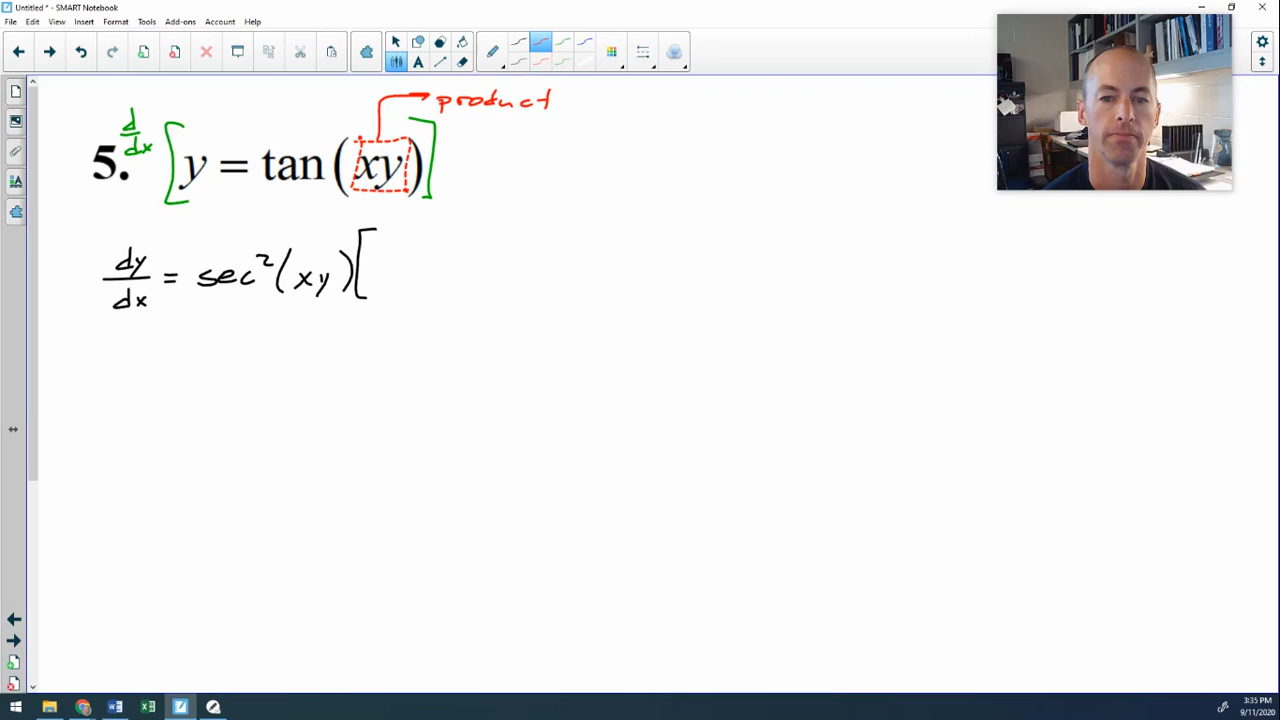 Untitled * - SMART Notebook
File Edit View Insert Format Tools Add-ons Account Help
product
d/dx
5. [y = tan(xy)]
dy/dx = sec²(xy)[
3:35 PM
9/11/2020